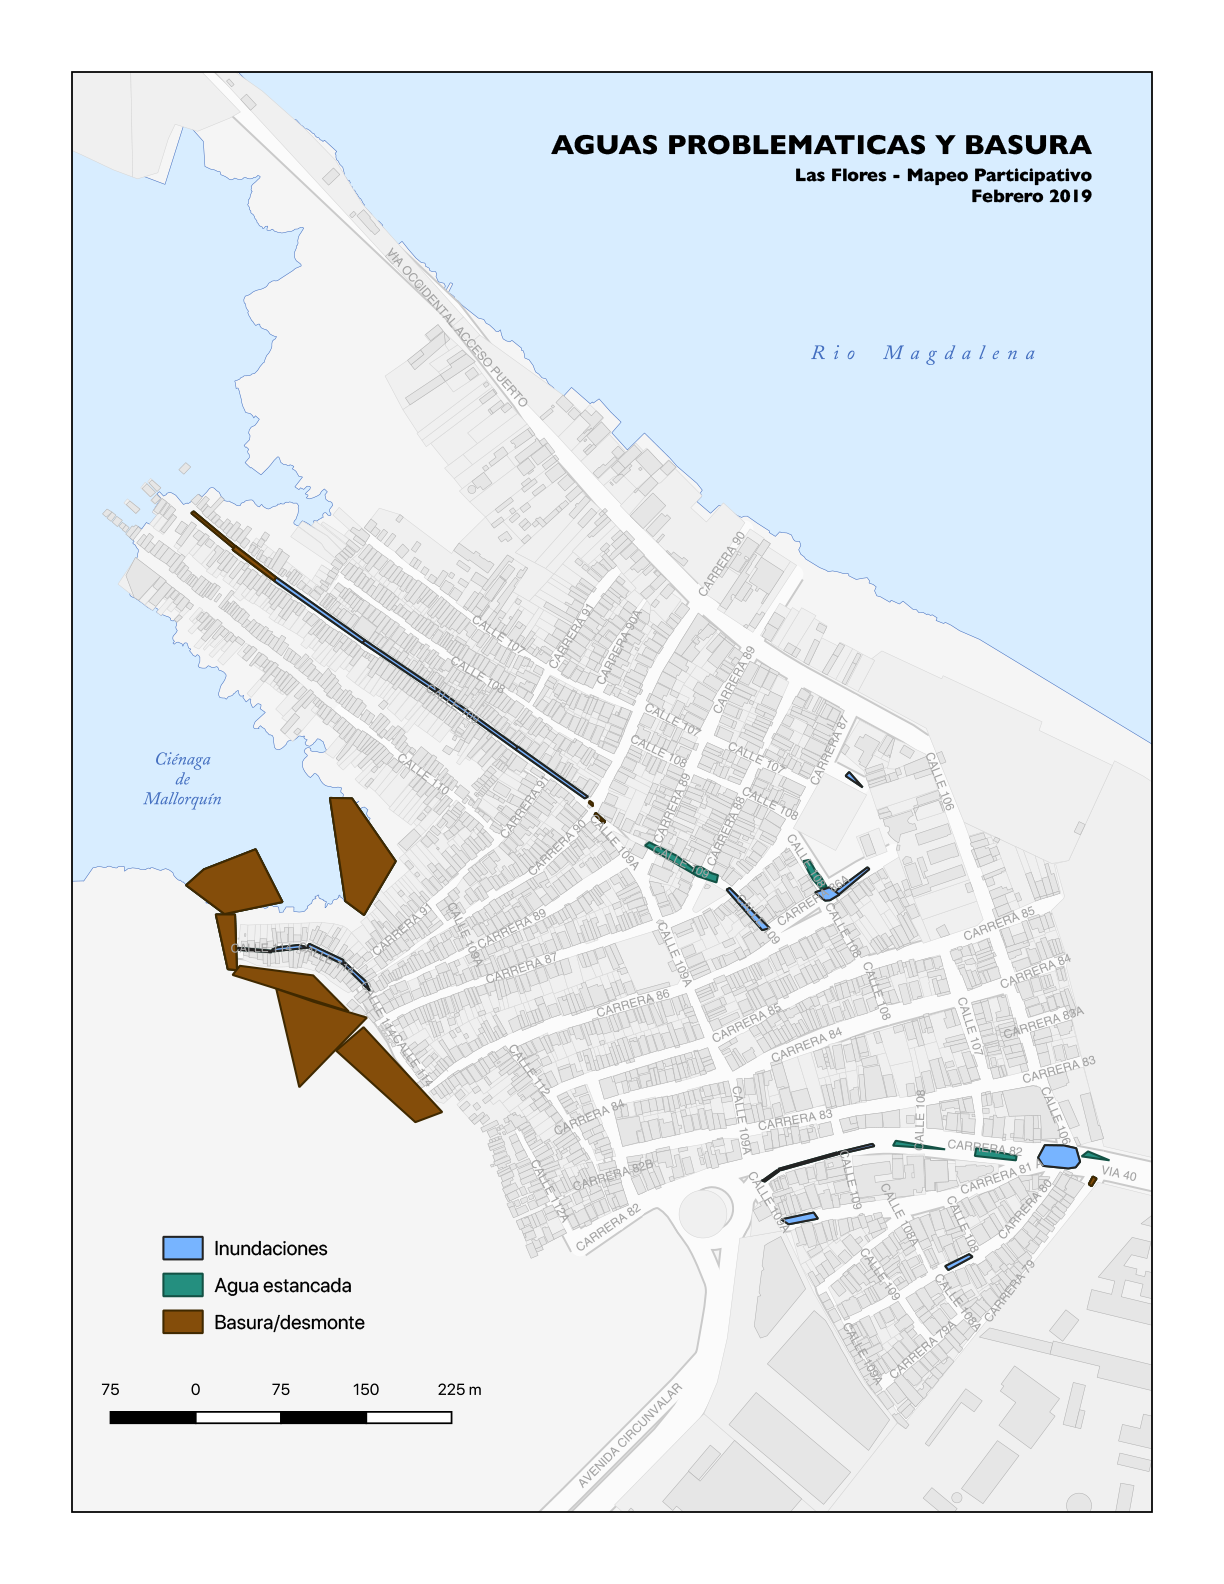 AGUAS PROBLEMATICAS Y BASURA
Las Flores - Mapeo Participativo
Febrero 2019
VIA OCCIDENTAL ACCESO PUERTO
Rio Magdalena
CARRERA 90
CARRERA 91
CARRERA 90A
CALLE 107
CALLE 108
CARRERA 89
CALLE 109
CALLE 107
CARRERA 87
CALLE 108
CALLE 107
CALLE 106
Ciénaga
de
Mallorquín
CALLE 110
CARRERA 91
CARRERA 89
CALLE 108
CARRERA 88
CARRERA 90
CALLE 109A
CALLE 109
CALLE 108
CARRERA 86A
CARRERA 91
CARRERA 89
CALLE 109
CARRERA 85
CALLE 114
CARRERA 87
CALLE 109A
CALLE 108
CARRERA 84
CARRERA 86
CALLE 108
CARRERA 85
CARRERA 83A
CALLE 114
CALLE 107
CALLE 114
CARRERA 84
CALLE 112
CARRERA 83
CARRERA 84
CALLE 109A
CARRERA 83
CALLE 108
CALLE 106
CARRERA 82
CARRERA 82B
CALLE 109
CARRERA 81
VIA 40
CALLE 112A
CARRERA 82
CALLE 109A
CALLE 108A
CALLE 108
CARRERA 80
CALLE 109
CARRERA 79
CALLE 108A
CARRERA 79A
CALLE 109A
Inundaciones
Agua estancada
Basura/desmonte
75 0 75 150 225 m
AVENIDA CIRCUNVALAR